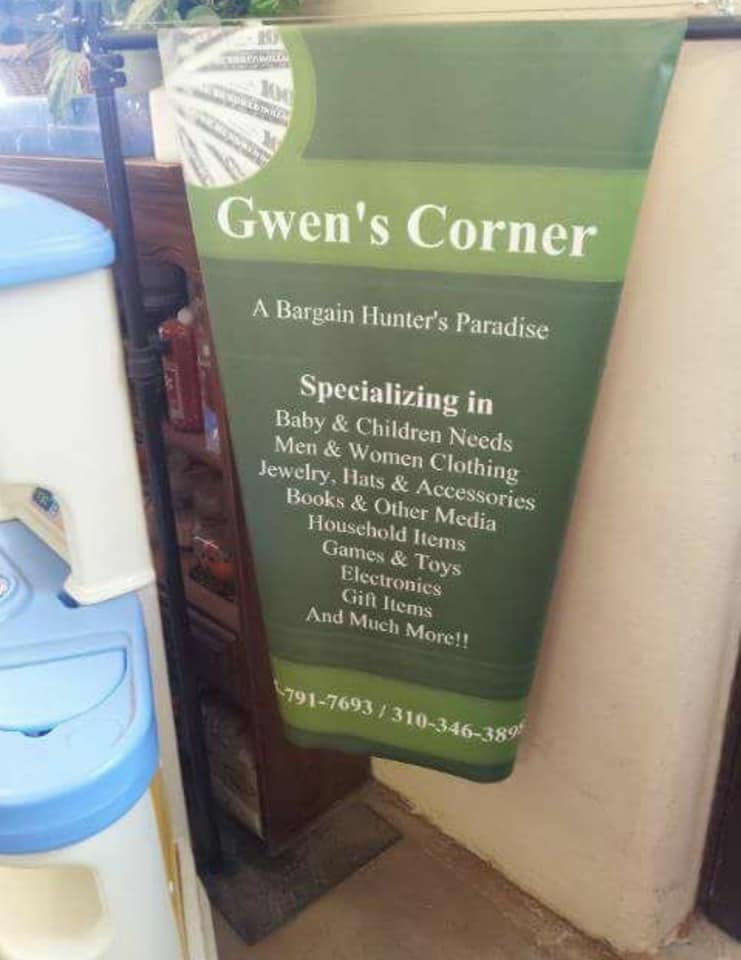 Gwen's Corner
A Bargain Hunter's Paradise
Specializing in
Baby & Children Needs
Men & Women Clothing
Jewelry, Hats & Accessories
Books & Other Media
Household Items
Games & Toys
Electronics
Gift Items
And Much More!!
-791-7693 / 310-346-389